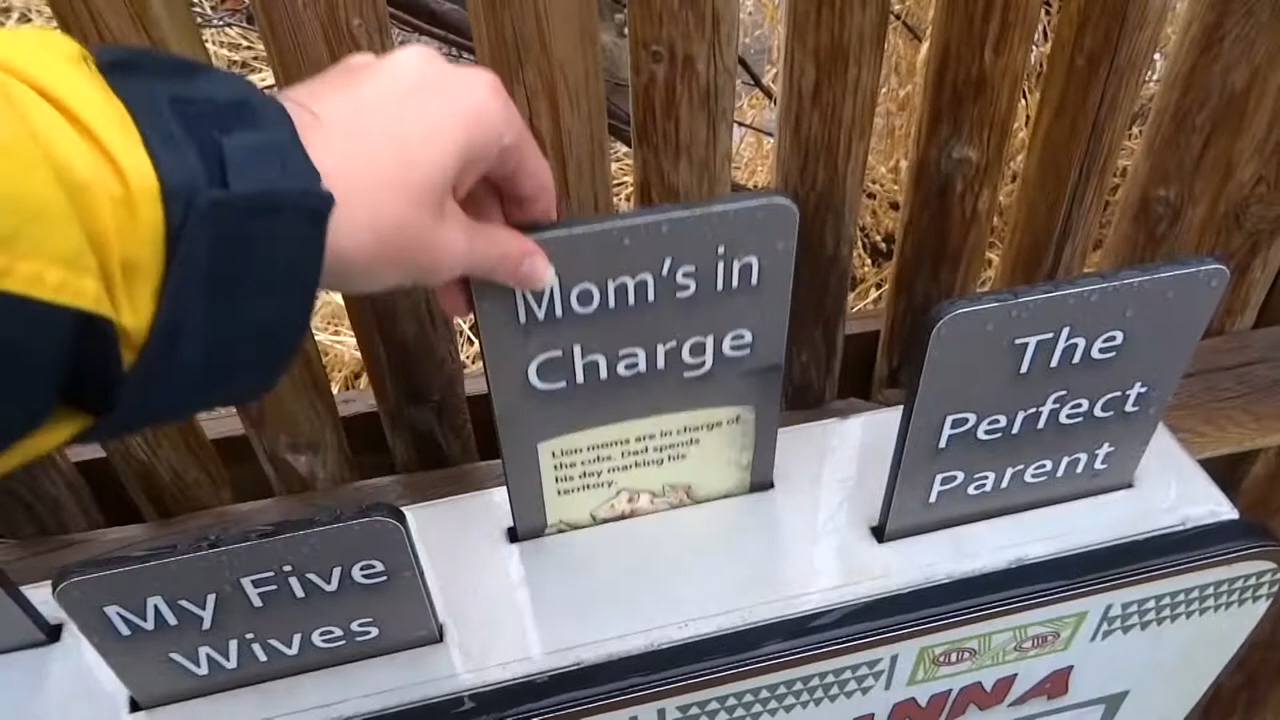 My Five
Wives
Mom's in
Charge
Lion moms are in charge of
the cubs. Dad spends
his day marking his
territory.
The
Perfect
Parent